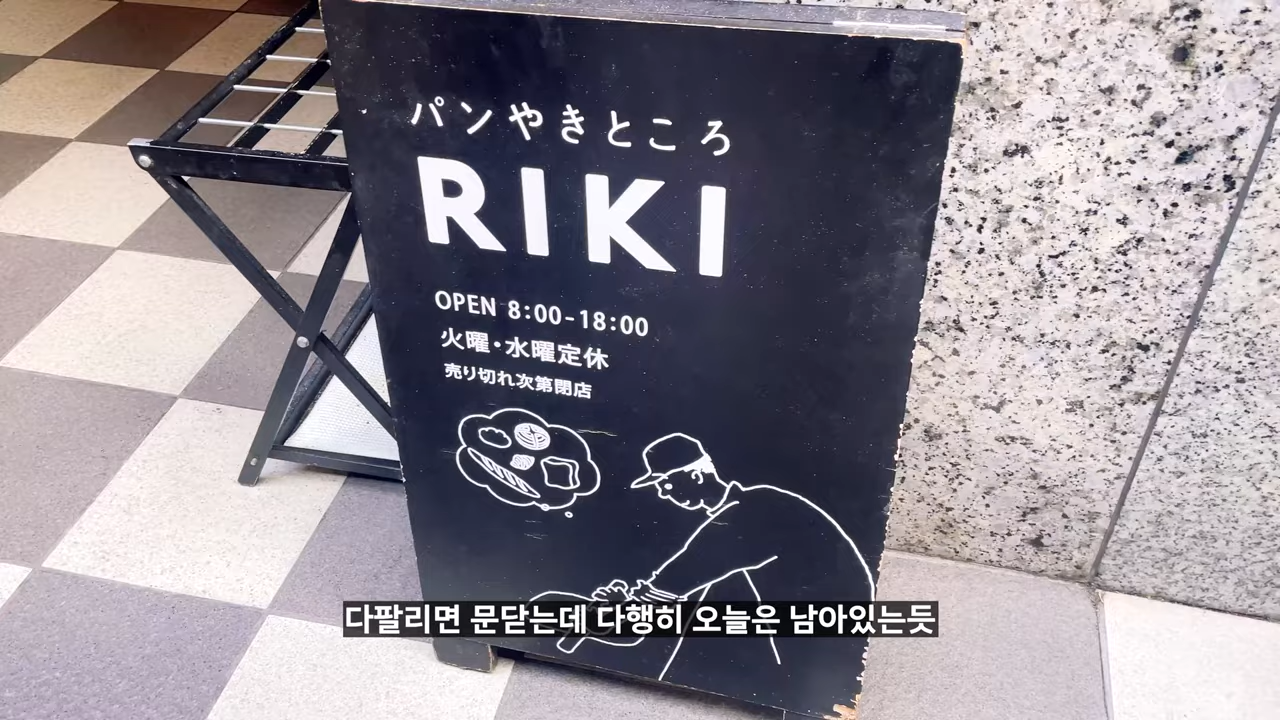 パンやきところ
RIKI
OPEN 8:00-18:00
火曜・水曜定休
売り切れ次第閉店
다팔리면 문닫는데 다행히 오늘은 남아있는듯